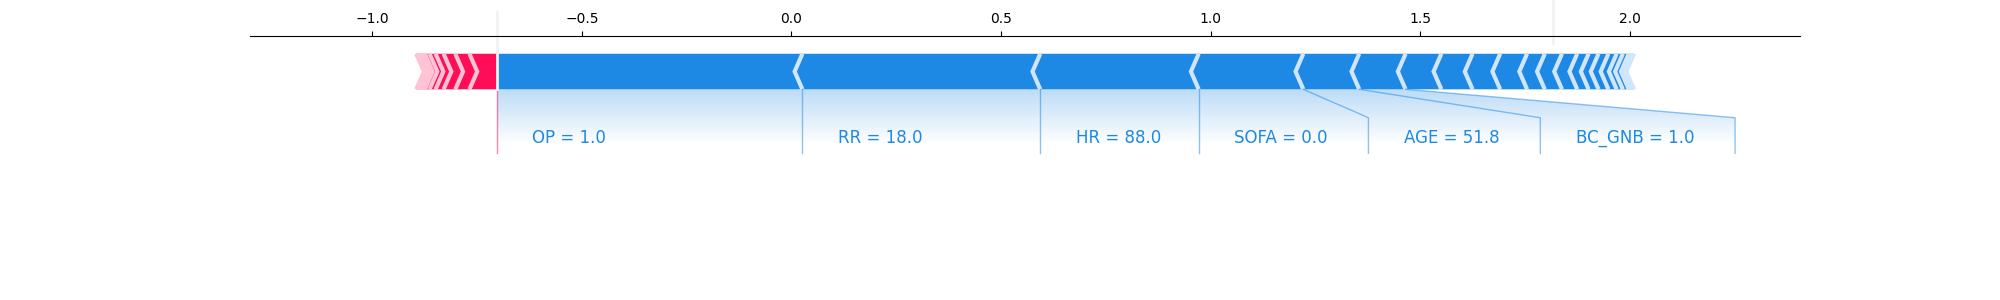 −1.0 −0.5 0.0 0.5 1.0 1.5 2.0
OP = 1.0 RR = 18.0 HR = 88.0 SOFA = 0.0 AGE = 51.8 BC_GNB = 1.0